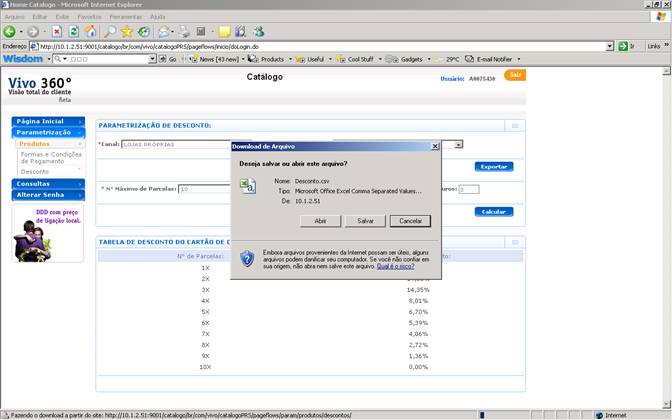 Home Catalogo - Microsoft Internet Explorer
Arquivo Editar Exibir Favoritos Ferramentas Ajuda
Endereço http://10.1.2.51:9001/catalogo/br/com/vivo/catalogoPRS/pageflows/inicio/doLogin.do Ir Links »
Wisdom Go News [43 new] Products Useful Cool Stuff Gadgets 29°C E-mail Notifier
Vivo 360°
Visão total do cliente
Beta
Catálogo
Usuário: A0075430
Sair
Página Inicial
Parametrização
Produtos
Formas e Condições de Pagamento
Desconto
Consultas
Alterar Senha
DDD com preço
de ligação local.
PARAMETRIZAÇÃO DE DESCONTO:
*Canal: LOJAS PRÓPRIAS
Exportar
* N° Máximo de Parcelas: 10
uros: 3
Calcular
TABELA DE DESCONTO DO CARTÃO DE C
N° de Parcelas: to:
1X
2X
3X 14,35%
4X 8,01%
5X 6,70%
6X 5,39%
7X 4,06%
8X 2,72%
9X 1,36%
10X 0,00%
Download de Arquivo
Deseja salvar ou abrir este arquivo?
Nome: Desconto.csv
Tipo: Microsoft Office Excel Comma Separated Values...
De: 10.1.2.51
Abrir Salvar Cancelar
Embora arquivos provenientes da Internet possam ser úteis, alguns
arquivos podem danificar seu computador. Se você não confiar em
sua origem, não abra nem salve este arquivo. Qual é o risco?
Fazendo o download a partir do site: http://10.1.2.51:9001/catalogo/br/com/vivo/catalogoPRS/pageflows/param/produtos/descontos/ Internet